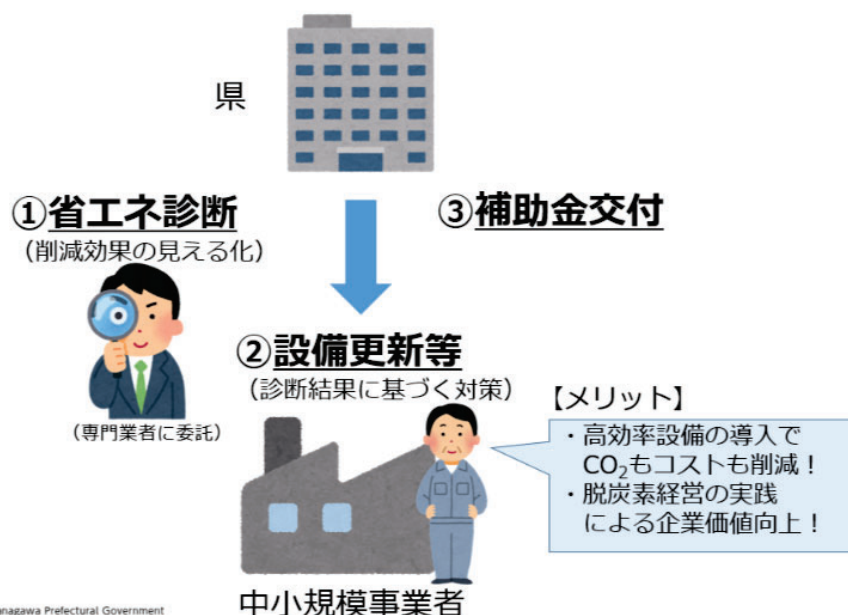 県
①省エネ診断
(削減効果の見える化)
③補助金交付
②設備更新等
(診断結果に基づく対策)
(専門業者に委託)
【メリット】
・高効率設備の導入で
CO₂もコストも削減！
・脱炭素経営の実践
による企業価値向上！
中小規模事業者
anagawa Prefectural Government